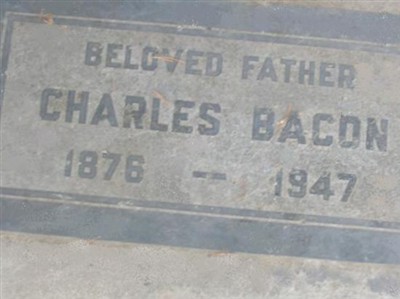 BELOVED FATHER
CHARLES BACON
1876 — 1947